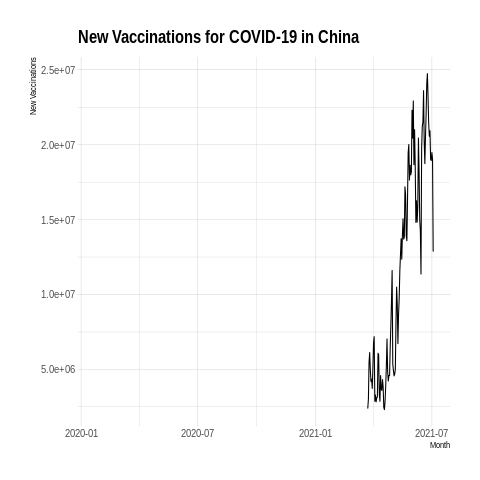 New Vaccinations for COVID-19 in China
New Vaccinations
2.5e+07
2.0e+07
1.5e+07
1.0e+07
5.0e+06
2020-01 2020-07 2021-01 2021-07
Month